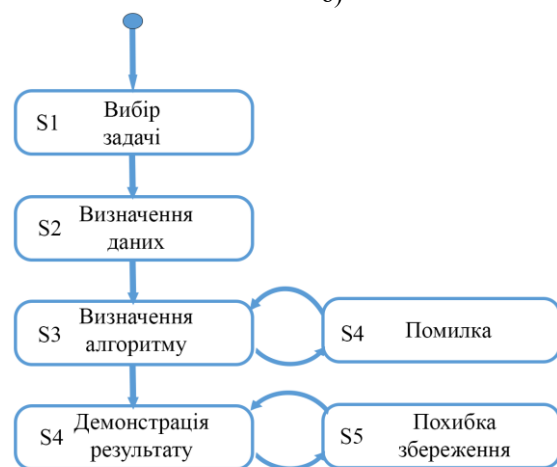 б)
S1 Вибір
задачі
S2 Визначення
даних
S3 Визначення
алгоритму
S4 Помилка
S4 Демонстрація
результату
S5 Похибка
збереження